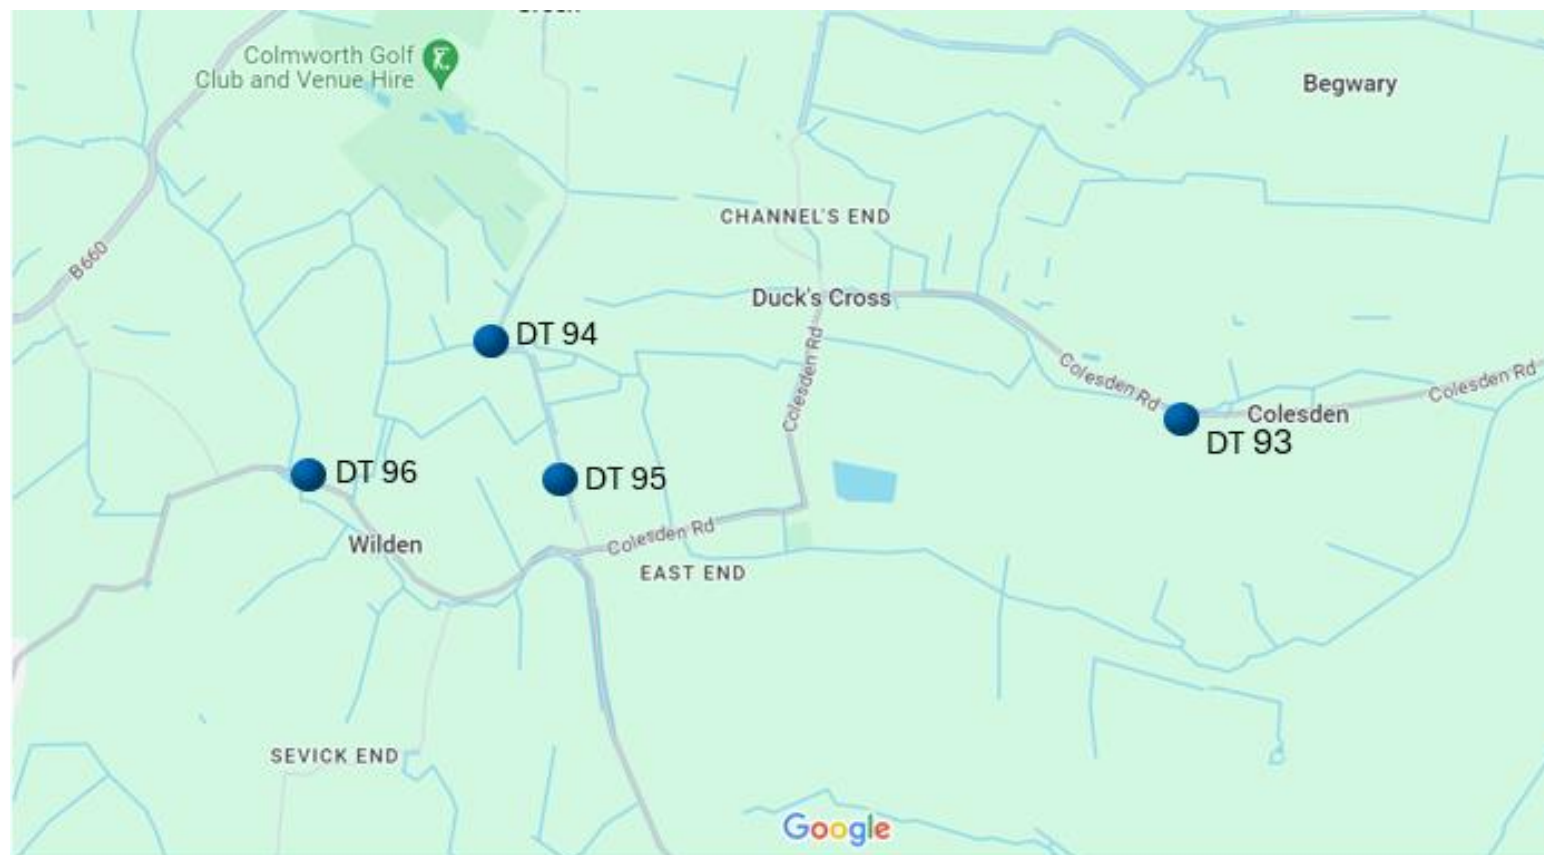 Colmworth Golf
Club and Venue Hire
Begwary
CHANNEL'S END
B660
Duck's Cross
DT 94
Colesden Rd
Colesden Rd
Colesden Rd
Colesden
DT 93
DT 96
DT 95
Colesden Rd
Wilden
EAST END
SEVICK END
Google